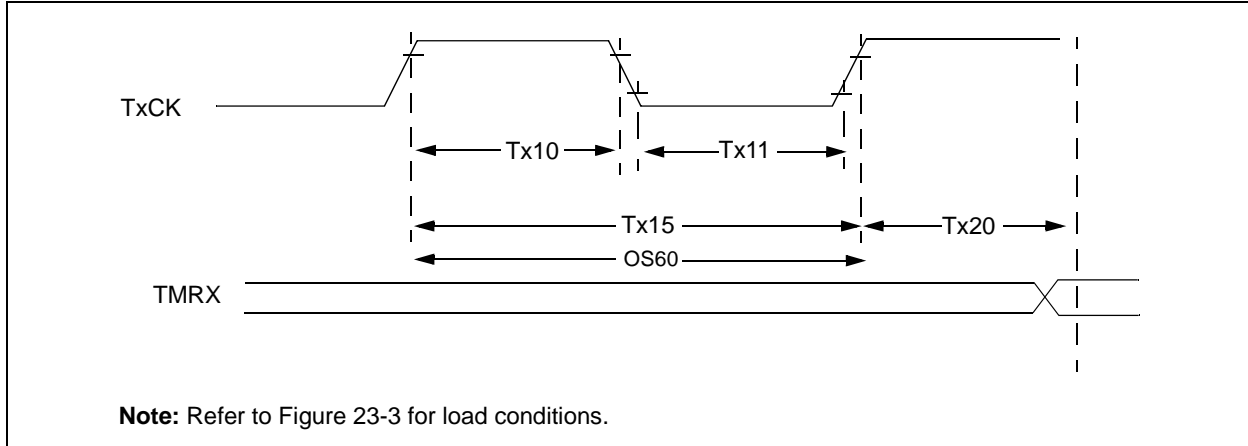 TxCK
Tx10
Tx11
Tx15
Tx20
OS60
TMRX
Note: Refer to Figure 23-3 for load conditions.